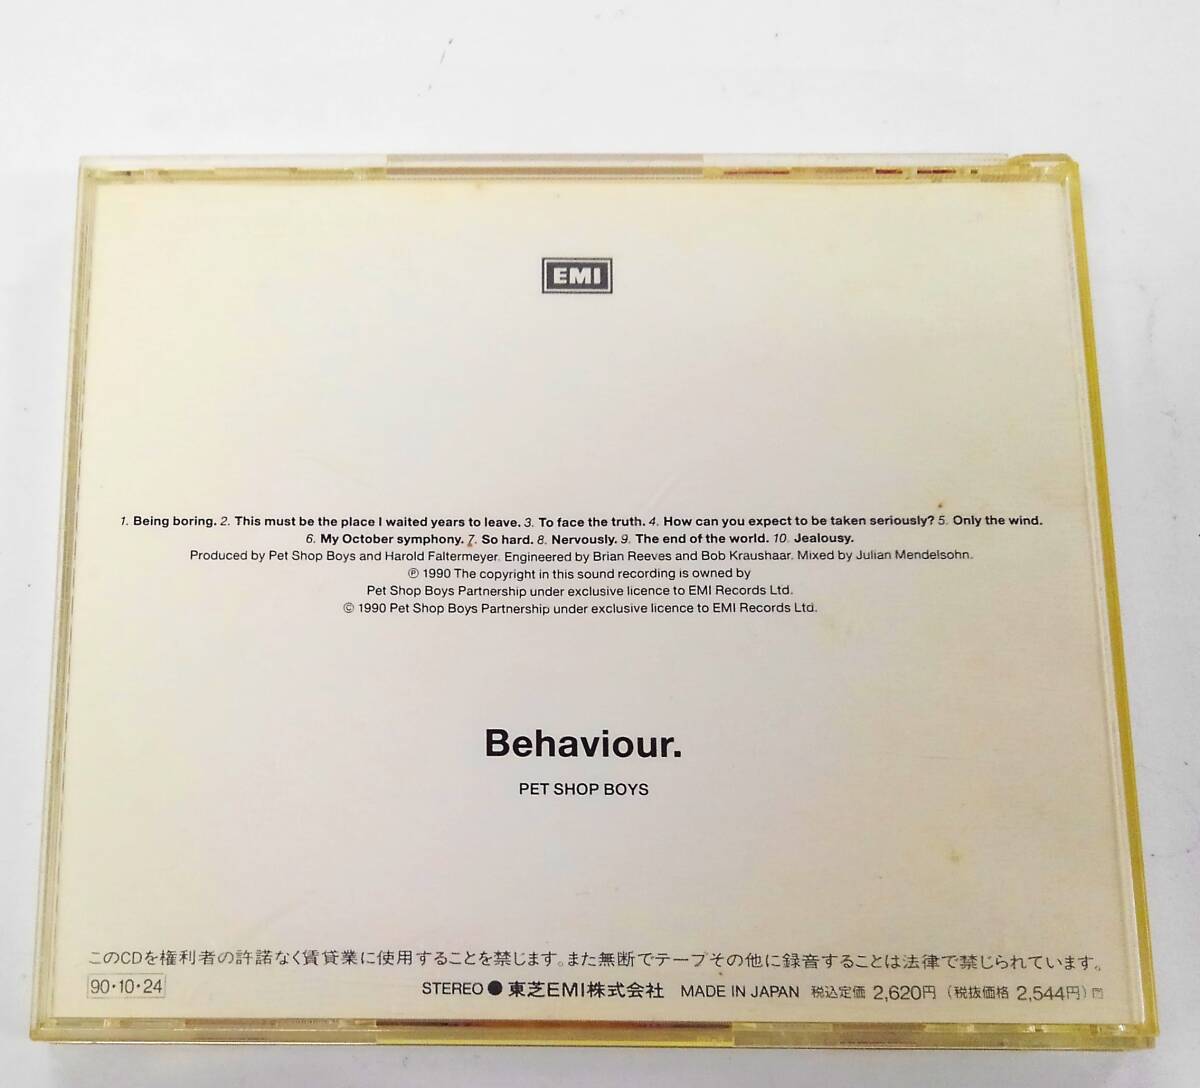 EMI
1. Being boring. 2. This must be the place I waited years to leave. 3. To face the truth. 4. How can you expect to be taken seriously? 5. Only the wind.
6. My October symphony. 7. So hard. 8. Nervously. 9. The end of the world. 10. Jealousy.
Produced by Pet Shop Boys and Harold Faltermeyer. Engineered by Brian Reeves and Bob Kraushaar. Mixed by Julian Mendelsohn.
℗ 1990 The copyright in this sound recording is owned by
Pet Shop Boys Partnership under exclusive licence to EMI Records Ltd.
© 1990 Pet Shop Boys Partnership under exclusive licence to EMI Records Ltd.
Behaviour.
PET SHOP BOYS
このCDを権利者の許諾なく賃貸業に使用することを禁じます。また無断でテープその他に録音することは法律で禁じられています。
90・10・24 STEREO ● 東芝EMI株式会社 MADE IN JAPAN 税込定価 2,620円 (税抜価格 2,544円)